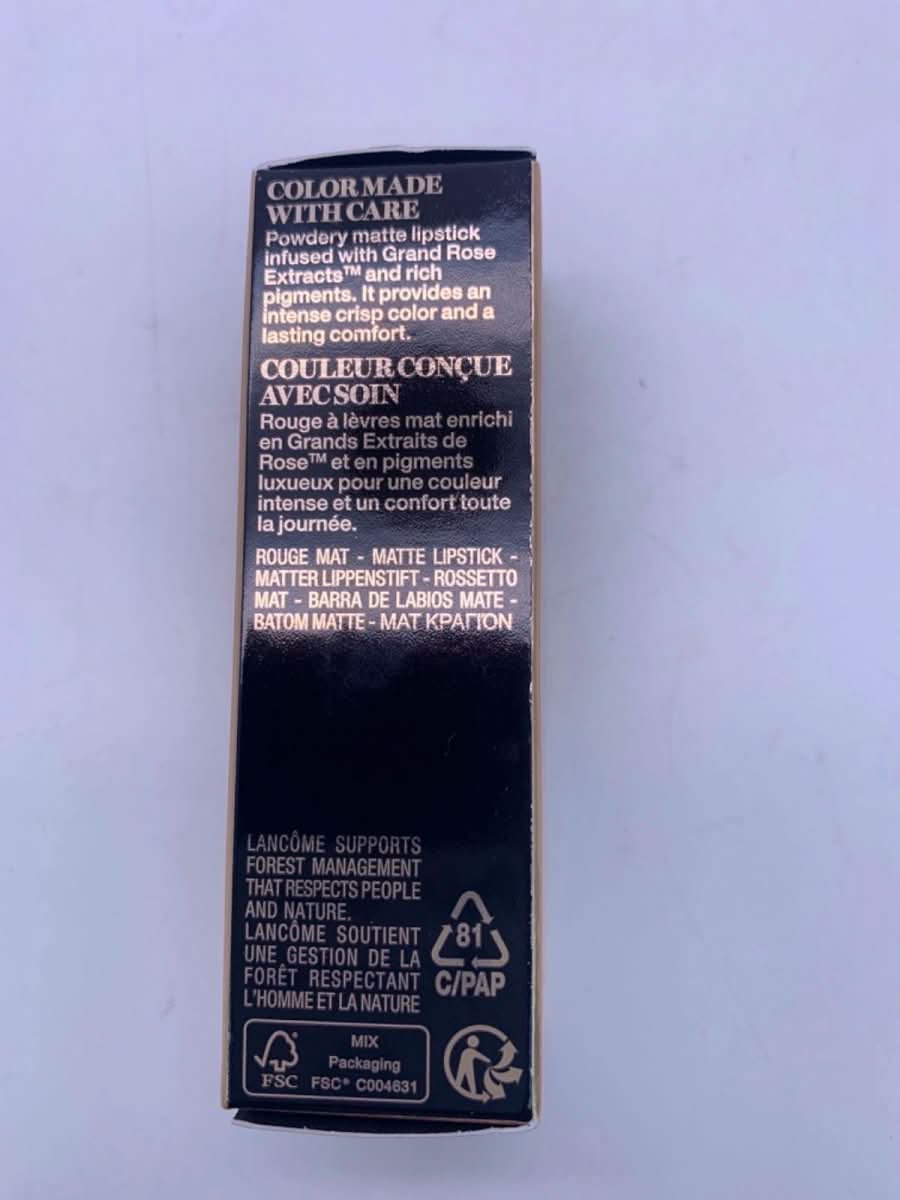 COLOR MADE
WITH CARE
Powdery matte lipstick
infused with Grand Rose
Extracts™ and rich
pigments. It provides an
intense crisp color and a
lasting comfort.
COULEUR CONÇUE
AVEC SOIN
Rouge à lèvres mat enrichi
en Grands Extraits de
Rose™ et en pigments
luxueux pour une couleur
intense et un confort toute
la journée.
ROUGE MAT - MATTE LIPSTICK -
MATTER LIPPENSTIFT - ROSSETTO
MAT - BARRA DE LABIOS MATE -
BATOM MATTE - ΜΑΤ ΚΡΑΓΙΟΝ
LANCÔME SUPPORTS
FOREST MANAGEMENT
THAT RESPECTS PEOPLE
AND NATURE.
LANCÔME SOUTIENT
UNE GESTION DE LA
FORÊT RESPECTANT
L'HOMME ET LA NATURE
81
C/PAP
MIX
Packaging
FSC FSC® C004631